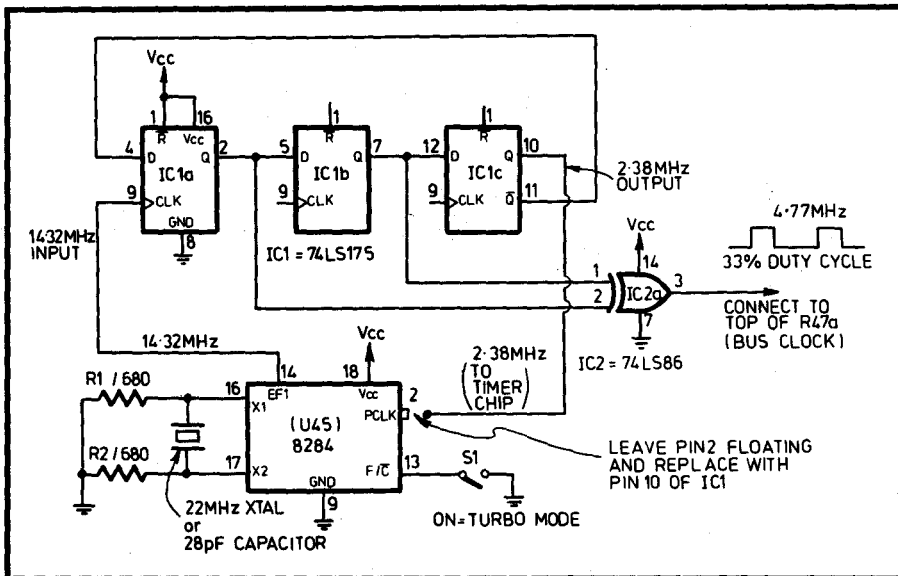 Vcc
1
16
R
Vcc
4
D
Q
2
IC1a
9
CLK
GND
8
14·32MHz
INPUT
1
R
5
D
Q
7
IC1b
9
CLK
IC1 = 74LS175
1
R
12
D
Q
10
IC1c
9
CLK
Q
11
2·38MHz
OUTPUT
4·77MHz
33% DUTY CYCLE
Vcc
14
1
2
IC2a
3
7
IC2 = 74LS86
CONNECT TO
TOP OF R47a
(BUS CLOCK)
14·32MHz
14
EF1
Vcc
18
Vcc
R1/680
16
X1
(U45)
8284
2
PCLK
2·38MHz
(TO
TIMER
CHIP)
R2/680
17
X2
GND
9
F/C
13
S1
22MHz XTAL
or
28pF CAPACITOR
ON=TURBO MODE
LEAVE PIN 2 FLOATING
AND REPLACE WITH
PIN 10 OF IC1